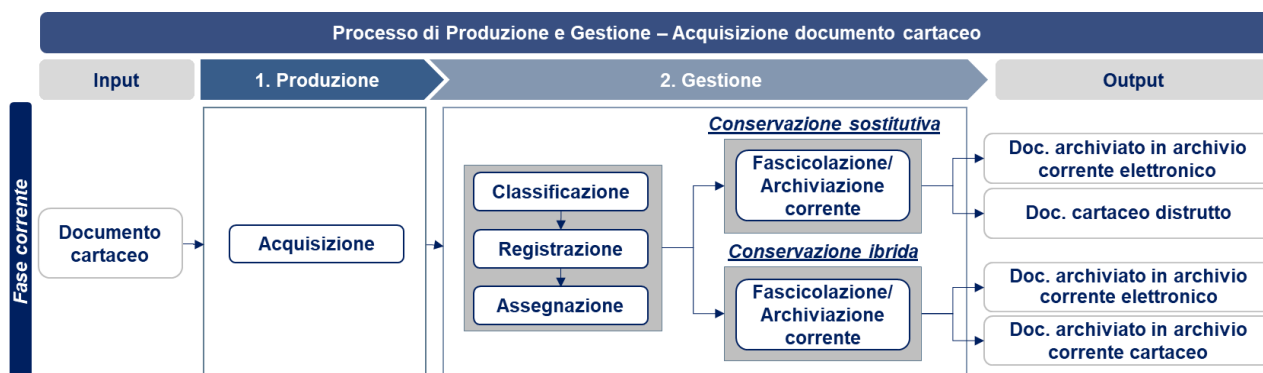 Processo di Produzione e Gestione – Acquisizione documento cartaceo
Input
1. Produzione
2. Gestione
Output
Fase corrente
Documento
cartaceo
Acquisizione
Classificazione
Registrazione
Assegnazione
Conservazione sostitutiva
Fascicolazione/
Archiviazione
corrente
Conservazione ibrida
Fascicolazione/
Archiviazione
corrente
Doc. archiviato in archivio
corrente elettronico
Doc. cartaceo distrutto
Doc. archiviato in archivio
corrente elettronico
Doc. archiviato in archivio
corrente cartaceo